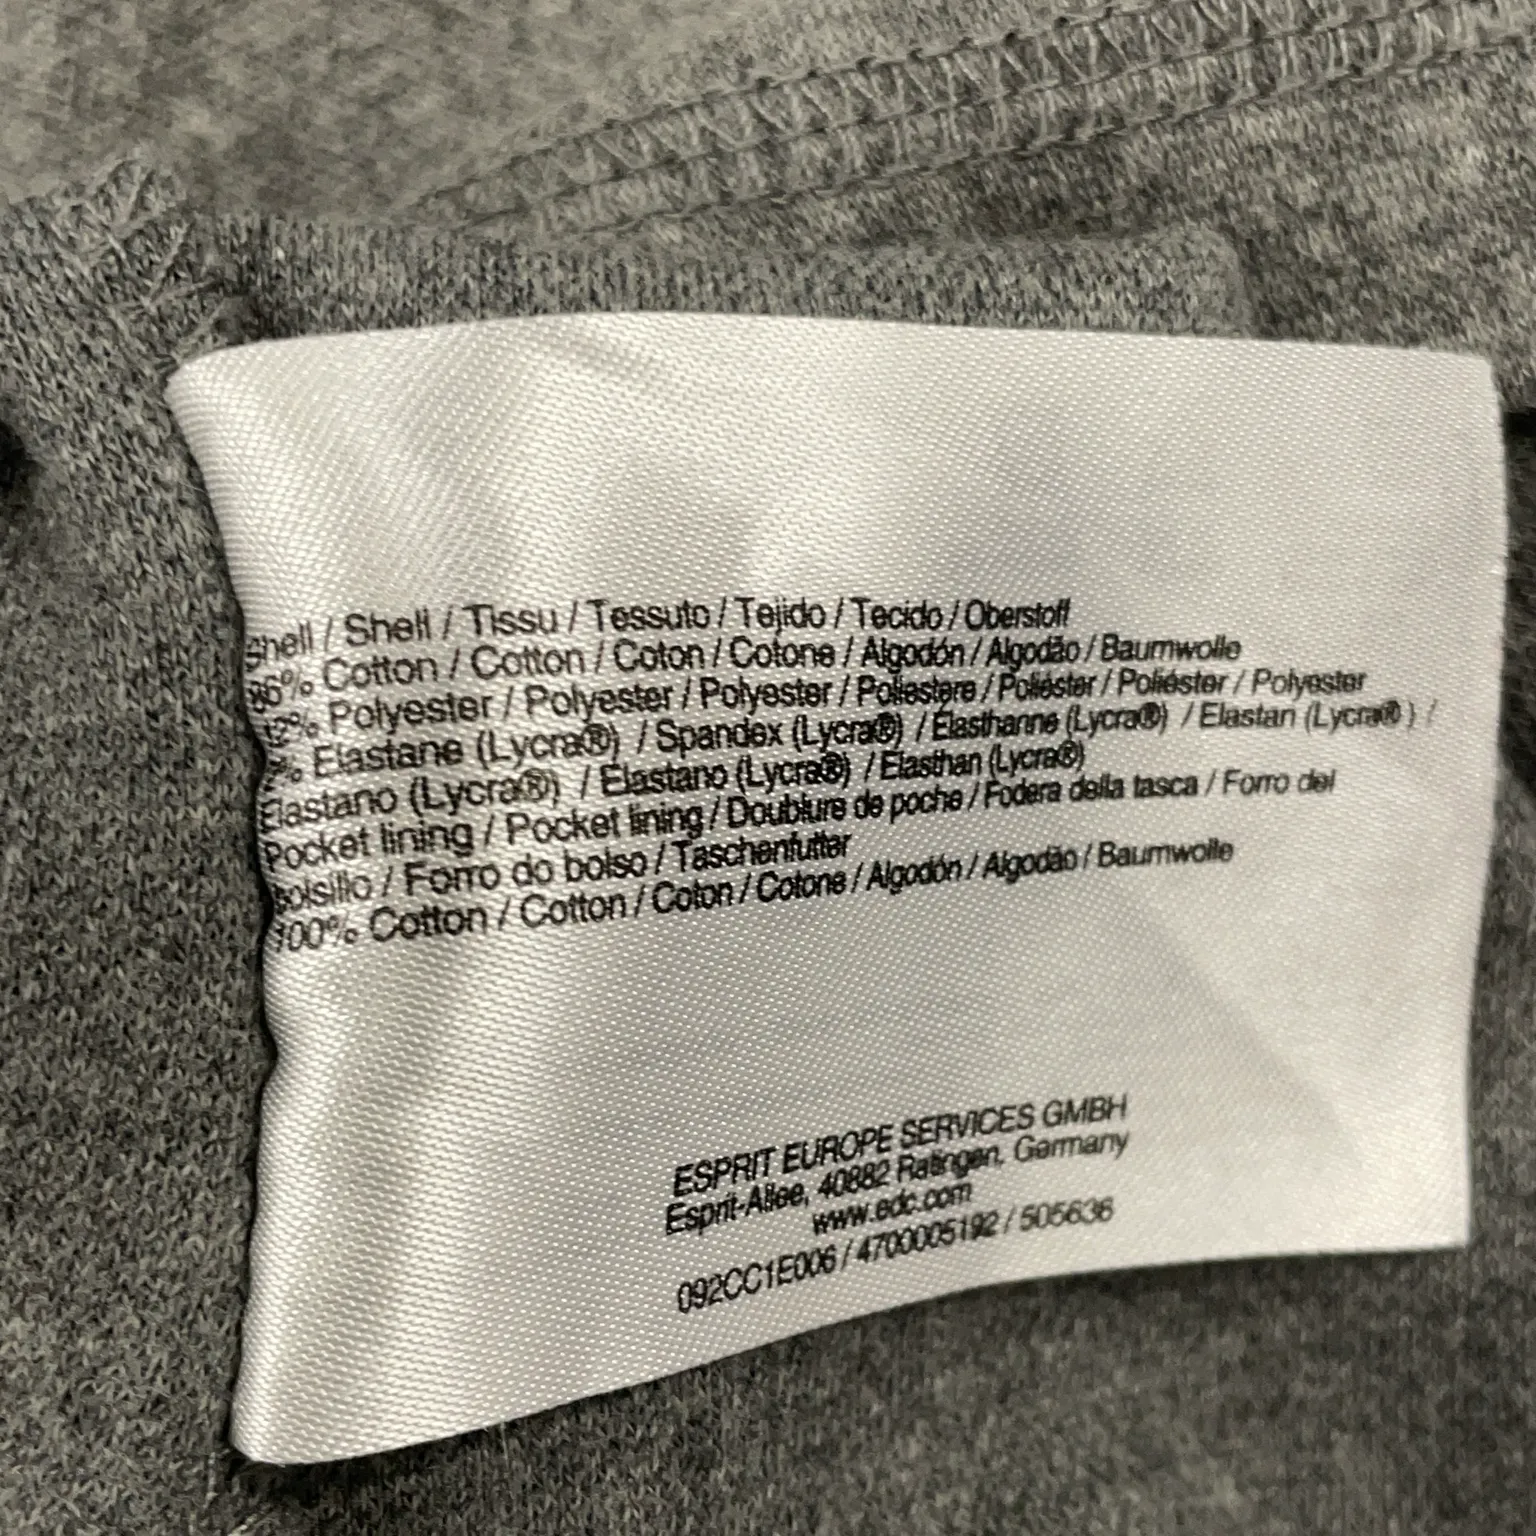 Shell / Shell / Tissu / Tessuto / Tejido / Tecido / Oberstoff
86% Cotton / Cotton / Coton / Cotone / Algodón / Algodão / Baumwolle
12% Polyester / Polyester / Polyester / Poliestere / Poliéster / Poliéster / Polyester
2% Elastane (Lycra®) / Spandex (Lycra®) / Élasthanne (Lycra®) / Elastan (Lycra® ) /
Elastano (Lycra®) / Elastano (Lycra®) / Elasthan (Lycra®)
Pocket lining / Pocket lining / Doublure de poche / Fodera della tasca / Forro del
bolsillo / Forro do bolso / Taschenfutter
100% Cotton / Cotton / Coton / Cotone / Algodón / Algodão / Baumwolle
ESPRIT EUROPE SERVICES GMBH
Esprit-Allee, 40882 Ratingen, Germany
www.edc.com
092CC1E006 / 4700005192 / 505636